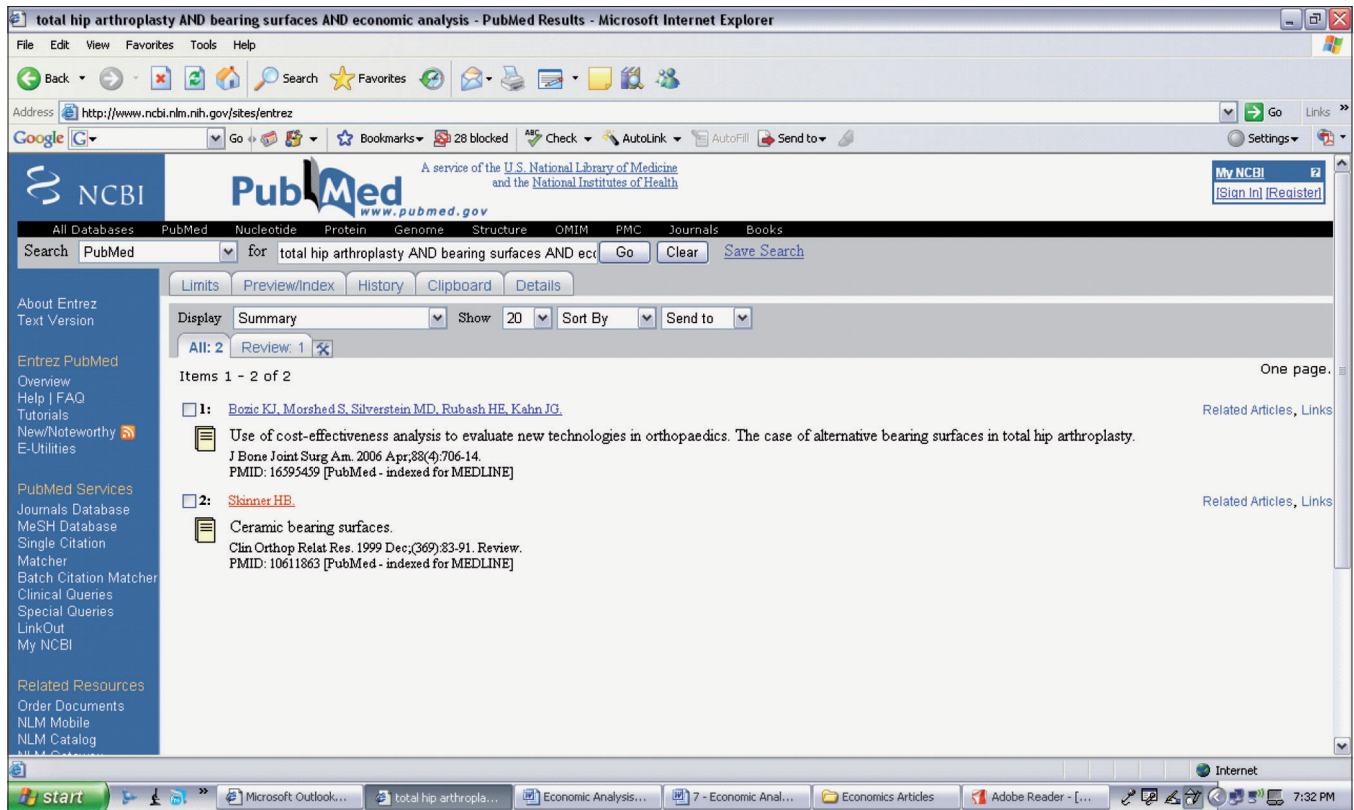 total hip arthroplasty AND bearing surfaces AND economic analysis - PubMed Results - Microsoft Internet Explorer
File Edit View Favorites Tools Help
Back Search Favorites
Address http://www.ncbi.nlm.nih.gov/sites/entrez Go Links »
Google G Go Bookmarks 28 blocked ABC Check AutoLink AutoFill Send to Settings
NCBI
PubMed
www.pubmed.gov
A service of the U.S. National Library of Medicine
and the National Institutes of Health
My NCBI ?
[Sign In] [Register]
All Databases PubMed Nucleotide Protein Genome Structure OMIM PMC Journals Books
Search PubMed for total hip arthroplasty AND bearing surfaces AND ec Go Clear Save Search
Limits Preview/Index History Clipboard Details
Display Summary Show 20 Sort By Send to
All: 2 Review: 1
Items 1 - 2 of 2
One page.
1: Bozic KJ, Morshed S, Silverstein MD, Rubash HE, Kahn JG.
Related Articles, Links
Use of cost-effectiveness analysis to evaluate new technologies in orthopaedics. The case of alternative bearing surfaces in total hip arthroplasty.
J Bone Joint Surg Am. 2006 Apr;88(4):706-14.
PMID: 16595459 [PubMed - indexed for MEDLINE]
2: Skinner HB.
Related Articles, Links
Ceramic bearing surfaces.
Clin Orthop Relat Res. 1999 Dec;(369):83-91. Review.
PMID: 10611863 [PubMed - indexed for MEDLINE]
About Entrez
Text Version
Entrez PubMed
Overview
Help | FAQ
Tutorials
New/Noteworthy
E-Utilities
PubMed Services
Journals Database
MeSH Database
Single Citation
Matcher
Batch Citation Matcher
Clinical Queries
Special Queries
LinkOut
My NCBI
Related Resources
Order Documents
NLM Mobile
NLM Catalog
Internet
start » Microsoft Outlook... total hip arthropla... Economic Analysis... 7 - Economic Anal... Economics Articles Adobe Reader - [... 7:32 PM